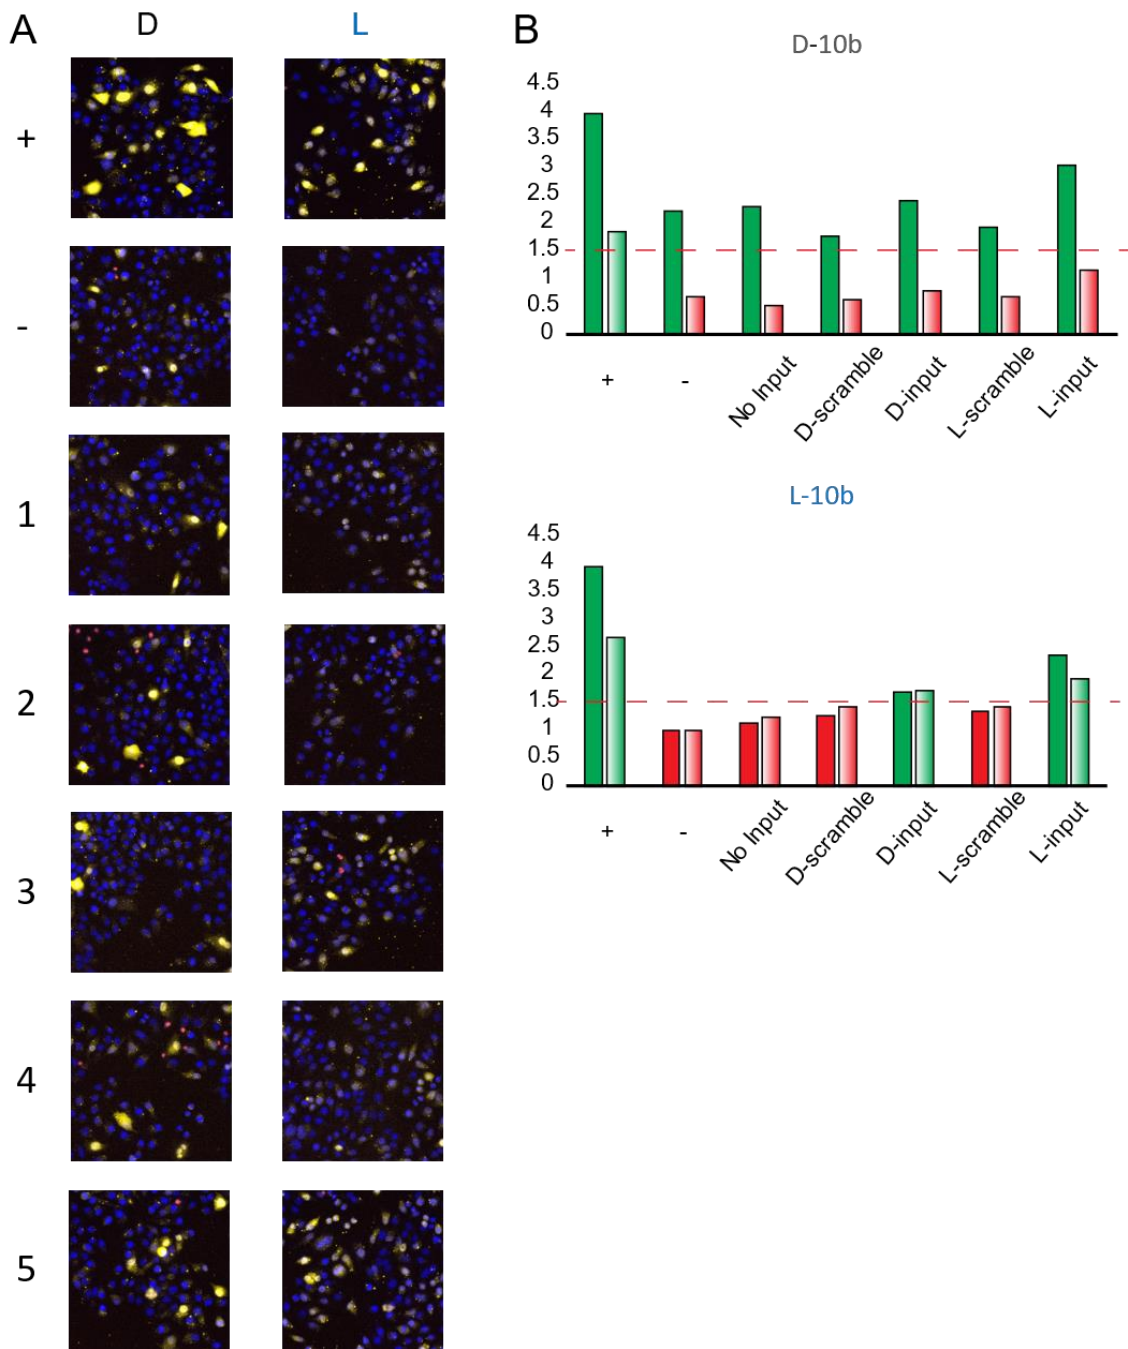 A
D
L
+
-
1
2
3
4
5
B
D-10b
4.5
4
3.5
3
2.5
2
1.5
1
0.5
0
+
-
No Input
D-scramble
D-input
L-scramble
L-input
L-10b
4.5
4
3.5
3
2.5
2
1.5
1
0.5
0
+
-
No Input
D-scramble
D-input
L-scramble
L-input